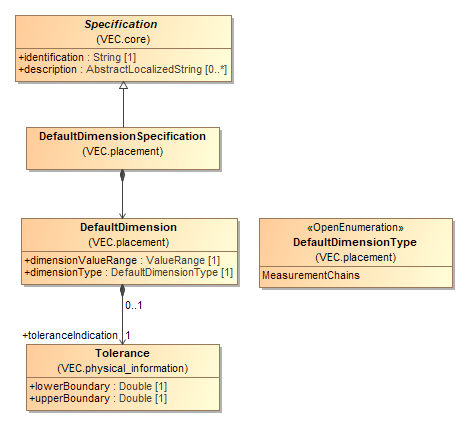 Specification
(VEC.core)
+identification : String [1]
+description : AbstractLocalizedString [0..*]
DefaultDimensionSpecification
(VEC.placement)
DefaultDimension
(VEC.placement)
+dimensionValueRange : ValueRange [1]
+dimensionType : DefaultDimensionType [1]
«OpenEnumeration»
DefaultDimensionType
(VEC.placement)
MeasurementChains
0..1
+toleranceIndication 1
Tolerance
(VEC.physical_information)
+lowerBoundary : Double [1]
+upperBoundary : Double [1]